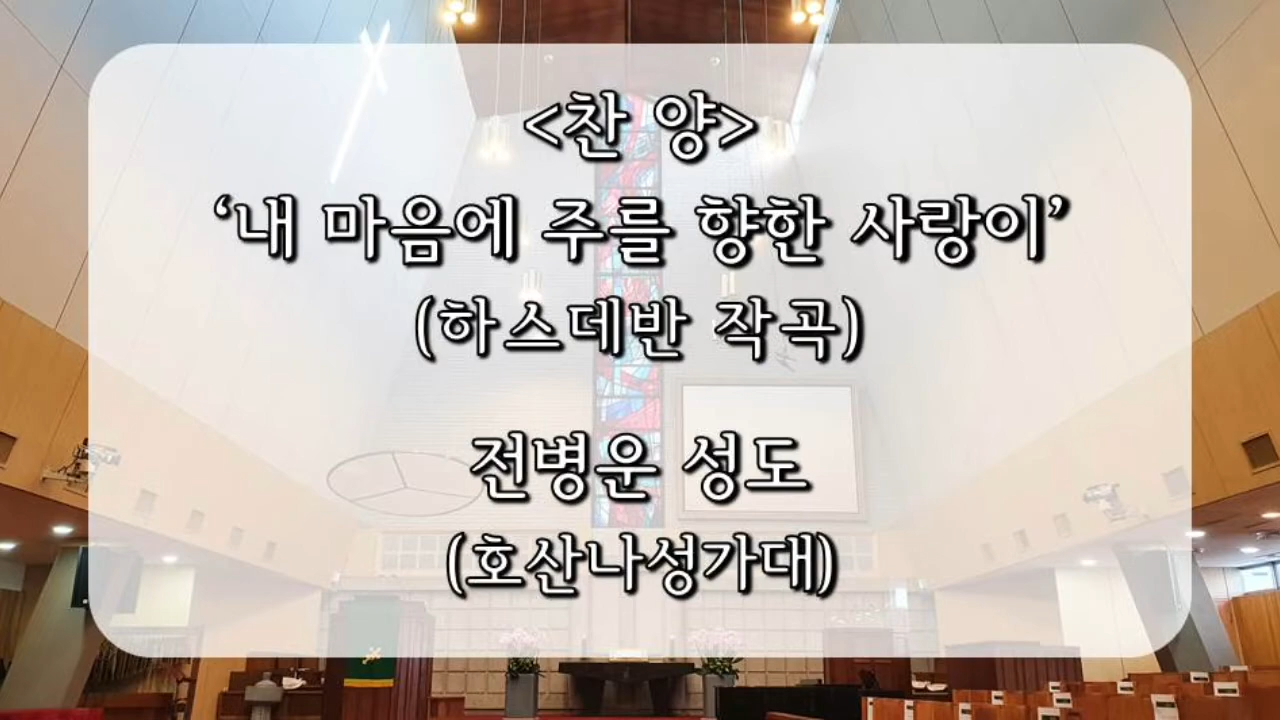 <찬 양>
‘내 마음에 주를 향한 사랑이’
(하스데반 작곡)
전병운 성도
(호산나성가대)